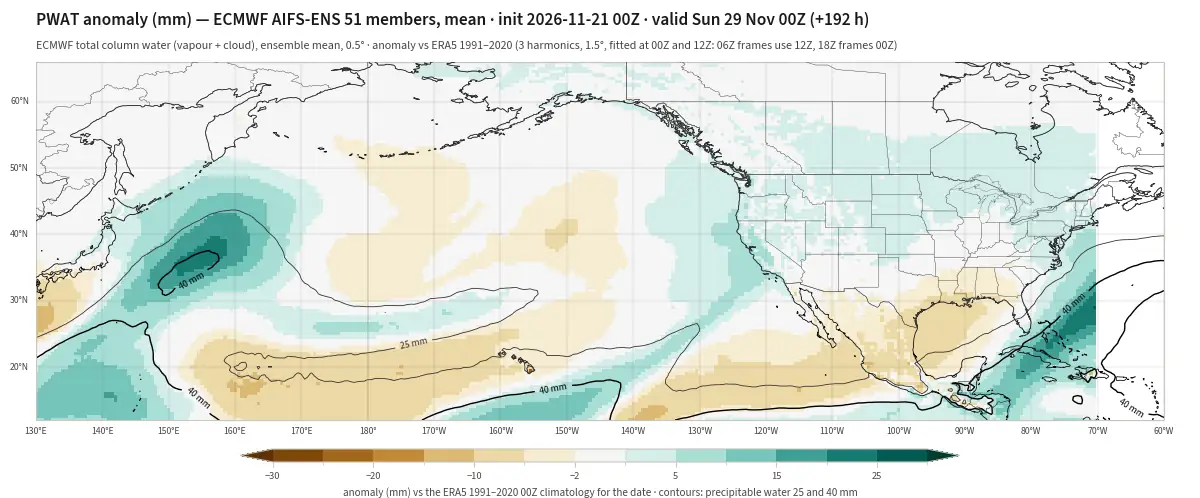 PWAT anomaly (mm) — ECMWF AIFS-ENS 51 members, mean · init 2026-11-21 00Z · valid Sun 29 Nov 00Z (+192 h)
ECMWF total column water (vapour + cloud), ensemble mean, 0.5° · anomaly vs ERA5 1991–2020 (3 harmonics, 1.5°, fitted at 00Z and 12Z: 06Z frames use 12Z, 18Z frames 00Z)
60°N
50°N
40°N
40 mm
30°N
40 mm
25 mm
20°N
40 mm
40 mm
40 mm
130°E 140°E 150°E 160°E 170°E 180° 170°W 160°W 150°W 140°W 130°W 120°W 110°W 100°W 90°W 80°W 70°W 60°W
−30 −20 −10 −2 5 15 25
anomaly (mm) vs the ERA5 1991–2020 00Z climatology for the date · contours: precipitable water 25 and 40 mm